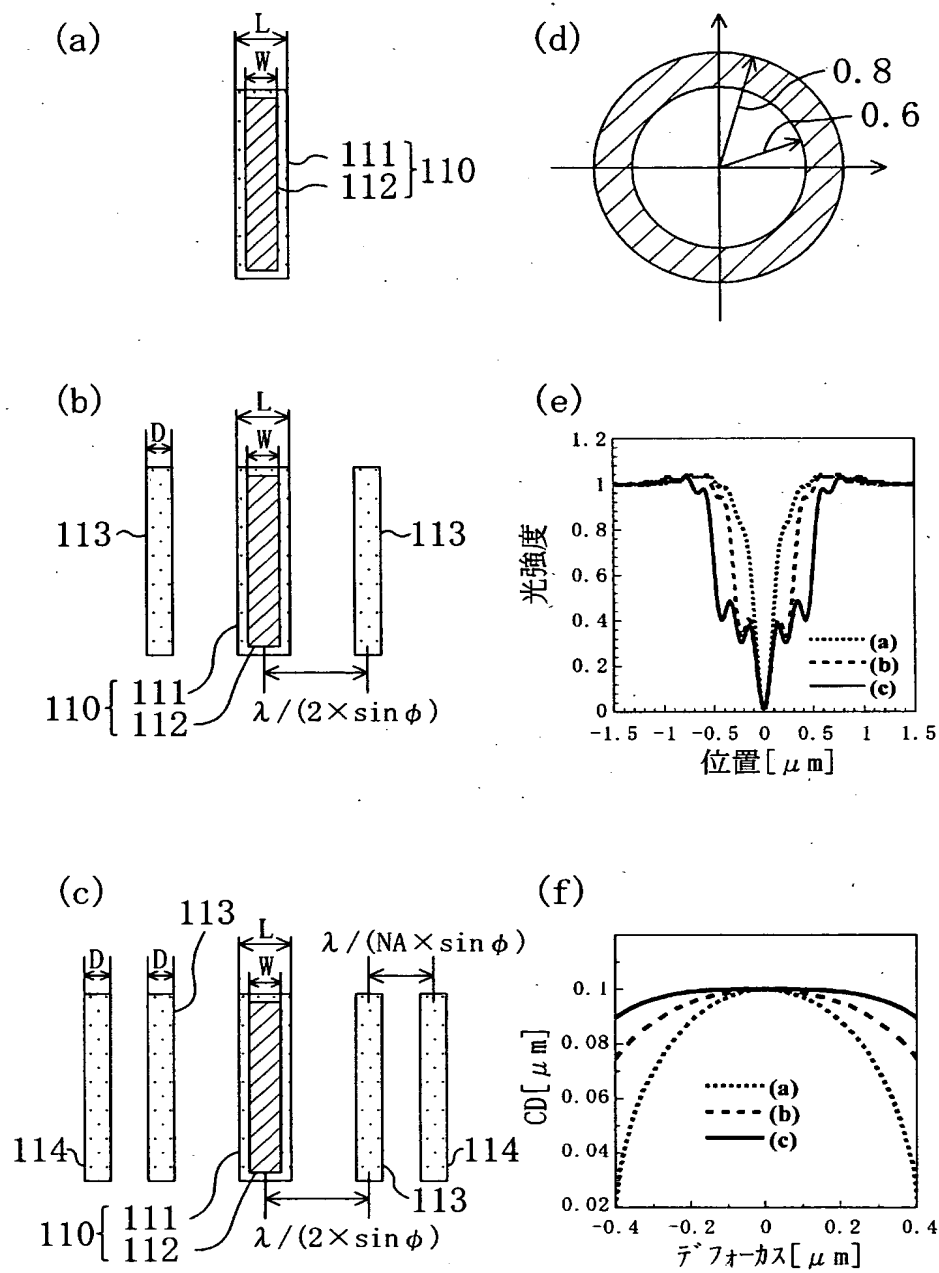 (a)
L
W
111
112
110
(d)
0.8
0.6
(b)
D
L
W
113
113
110
111
112
λ/(2×sinφ)
(e)
1.2
1
0.8
0.6
0.4
0.2
0
光強度
(a)
(b)
(c)
-1.5 -1 -0.5 0 0.5 1 1.5
位置[μm]
(c)
113
D
D
L
W
λ/(NA×sinφ)
114
113
114
110
111
112
λ/(2×sinφ)
(f)
0.1
0.08
0.06
0.04
0.02
CD[μm]
(a)
(b)
(c)
-0.4 -0.2 0 0.2 0.4
デフォーカス[μm]